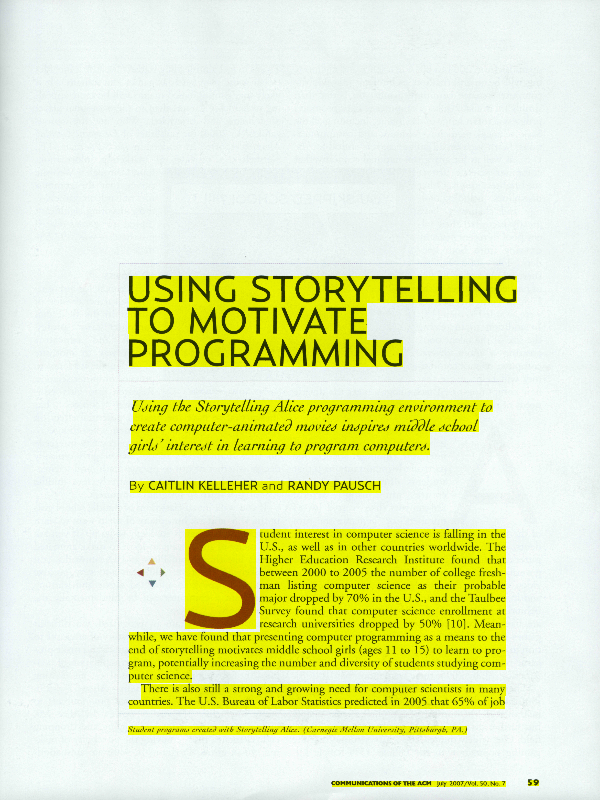 USING STORYTELLING
TO MOTIVATE
PROGRAMMING
Using the Storytelling Alice programming environment to
create computer-animated movies inspires middle school
girls' interest in learning to program computers.
By CAITLIN KELLEHER and RANDY PAUSCH
Student interest in computer science is falling in the
U.S., as well as in other countries worldwide. The
Higher Education Research Institute found that
between 2000 to 2005 the number of college fresh-
man listing computer science as their probable
major dropped by 70% in the U.S., and the Taulbee
Survey found that computer science enrollment at
research universities dropped by 50% [10]. Mean-
while, we have found that presenting computer programming as a means to the
end of storytelling motivates middle school girls (ages 11 to 15) to learn to pro-
gram, potentially increasing the number and diversity of students studying com-
puter science.
There is also still a strong and growing need for computer scientists in many
countries. The U.S. Bureau of Labor Statistics predicted in 2005 that 65% of job
Student programs created with Storytelling Alice. (Carnegie Mellon University, Pittsburgh, PA.)
COMMUNICATIONS OF THE ACM July 2007/Vol. 50, No. 7 59